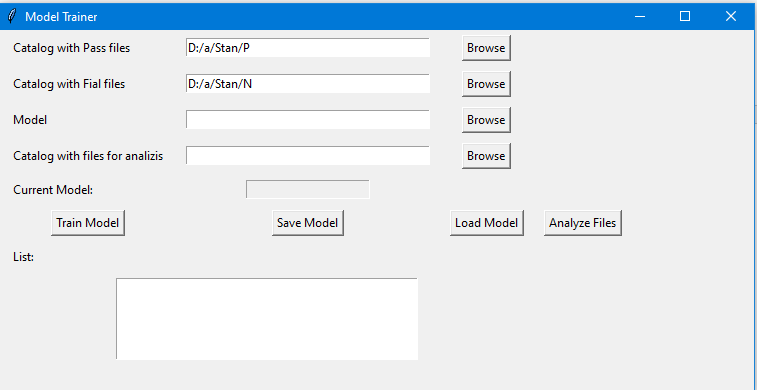 Model Trainer
Catalog with Pass files D:/a/Stan/P Browse
Catalog with Fial files D:/a/Stan/N Browse
Model Browse
Catalog with files for analizis Browse
Current Model:
Train Model Save Model Load Model Analyze Files
List: